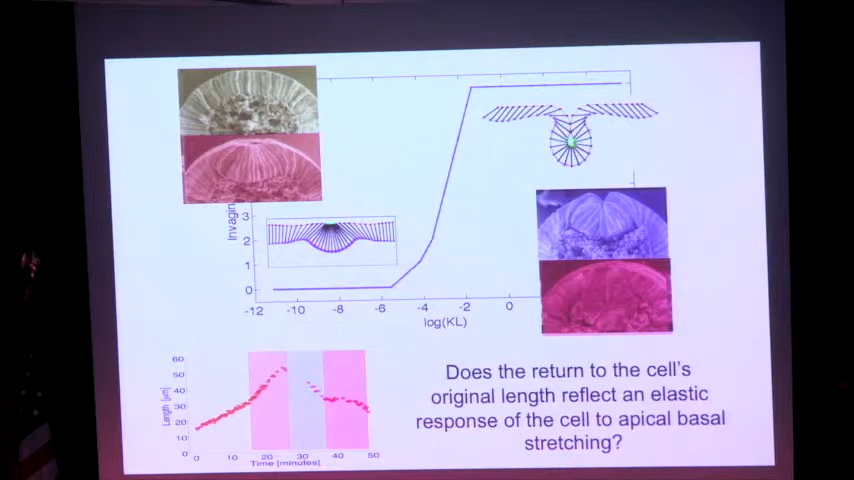 Invagin
3
2
1
0
-12 -10 -8 -6 -4 -2 0
log(KL)
60
50
40
30
20
10
0
Length [μm]
0 10 20 30 40 50
Time [minutes]
Does the return to the cell's
original length reflect an elastic
response of the cell to apical basal
stretching?